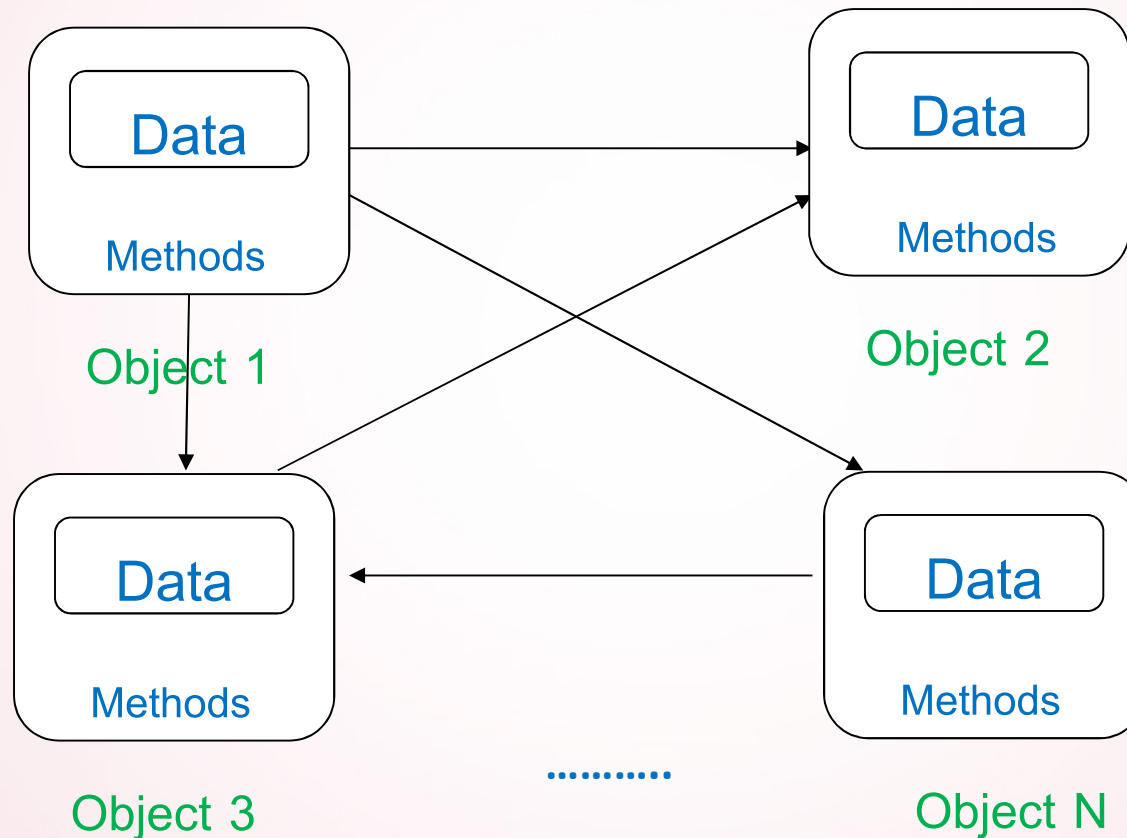 Data
Methods
Object 1
Data
Methods
Object 2
Data
Methods
Object 3
...........
Data
Methods
Object N